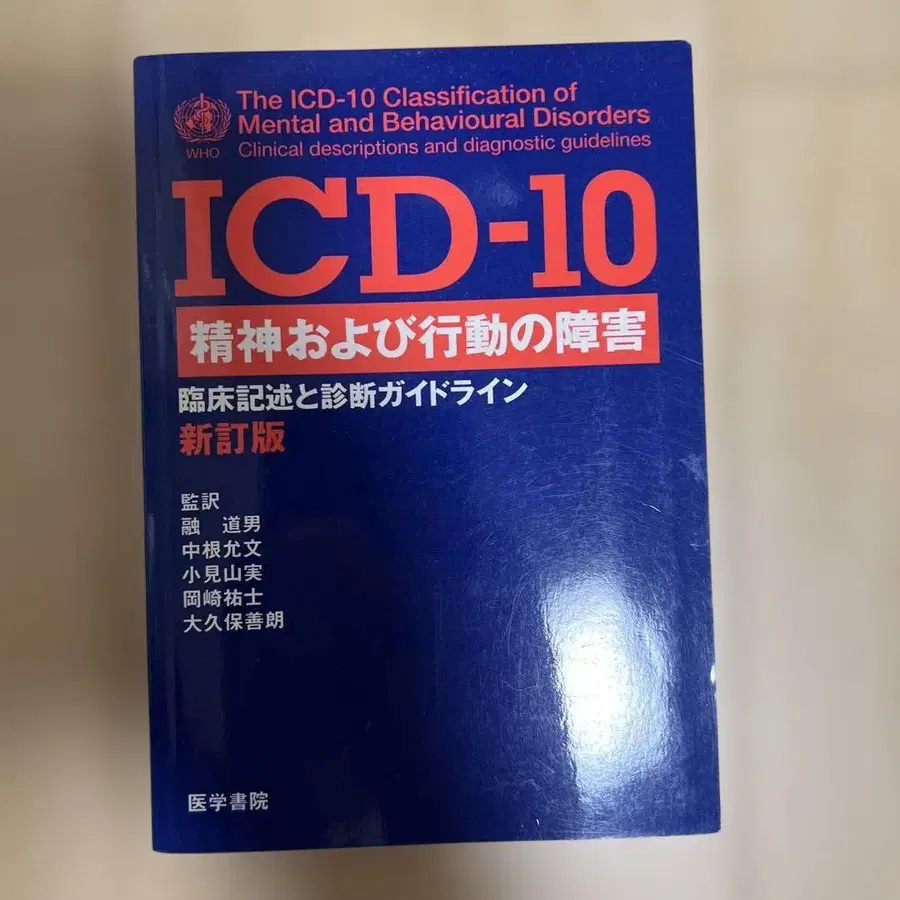 The ICD-10 Classification of
Mental and Behavioural Disorders
Clinical descriptions and diagnostic guidelines
WHO
ICD-10
精神および行動の障害
臨床記述と診断ガイドライン
新訂版
監訳
融　道男
中根允文
小見山実
岡崎祐士
大久保善朗
医学書院